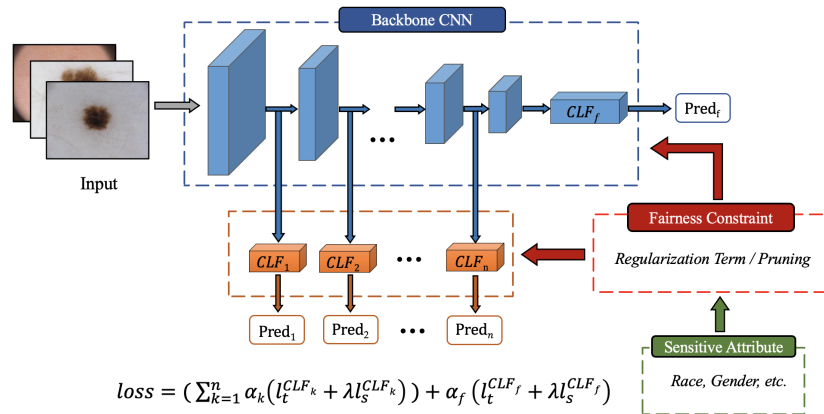 Backbone CNN
Input
...
CLF_f
Pred_f
Fairness Constraint
Regularization Term / Pruning
CLF_1
CLF_2
...
CLF_n
Pred_1
Pred_2
...
Pred_n
Sensitive Attribute
Race, Gender, etc.
loss = ( ∑_{k=1}^{n} α_k(l_t^{CLF_k} + λl_s^{CLF_k}) ) + α_f (l_t^{CLF_f} + λl_s^{CLF_f})